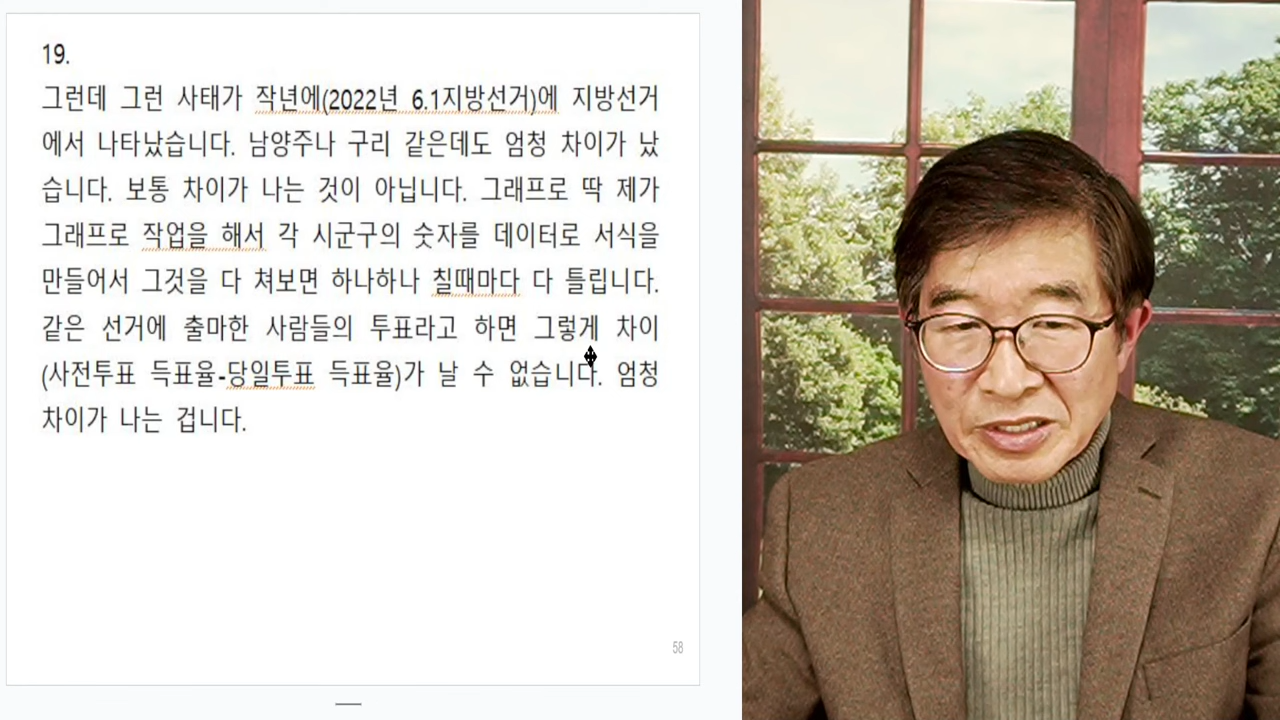 19.
그런데 그런 사태가 작년에(2022년 6.1지방선거)에 지방선거
에서 나타났습니다. 남양주나 구리 같은데도 엄청 차이가 났
습니다. 보통 차이가 나는 것이 아닙니다. 그래프로 딱 제가
그래프로 작업을 해서 각 시군구의 숫자를 데이터로 서식을
만들어서 그것을 다 쳐보면 하나하나 칠때마다 다 틀립니다.
같은 선거에 출마한 사람들의 투표라고 하면 그렇게 차이
(사전투표 득표율-당일투표 득표율)가 날 수 없습니다. 엄청
차이가 나는 겁니다.
58